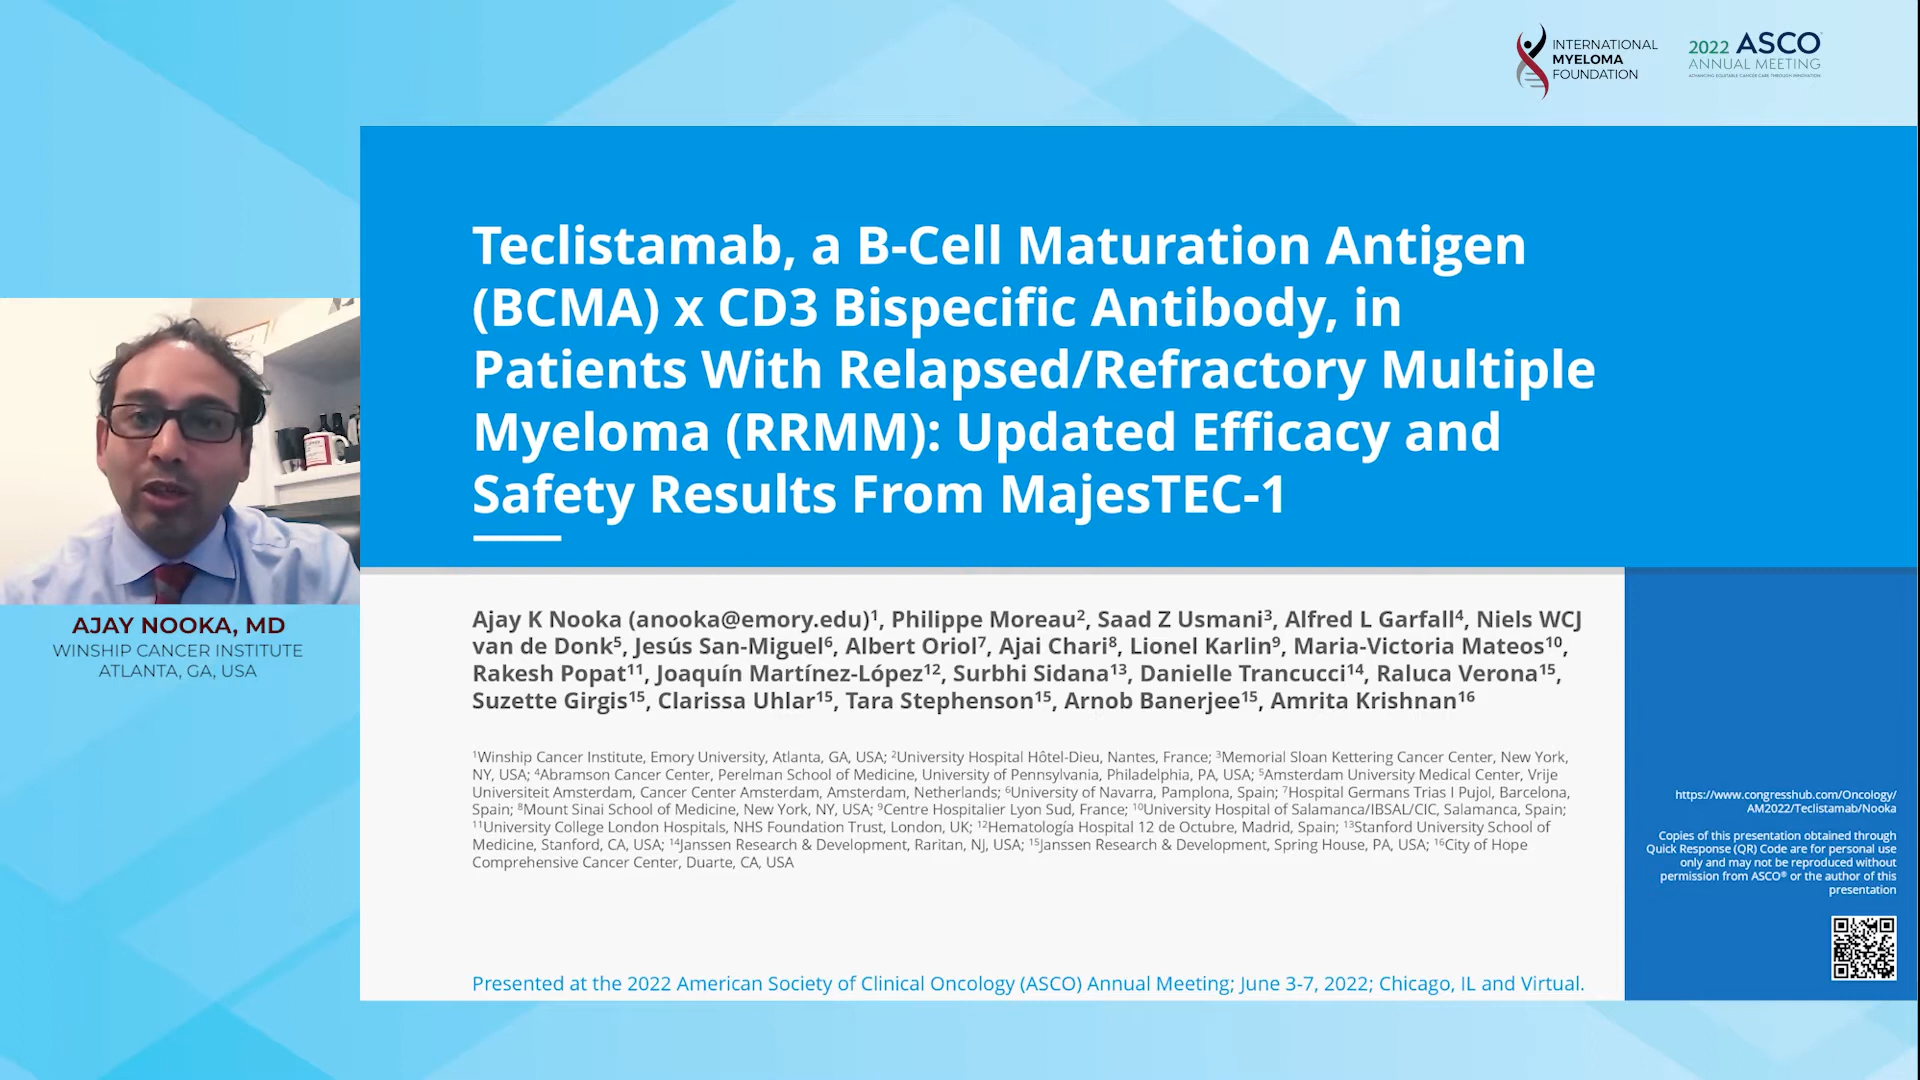 INTERNATIONAL
MYELOMA
FOUNDATION
2022 ASCO
ANNUAL MEETING
ADVANCING EQUITABLE CANCER CARE THROUGH INNOVATION
Teclistamab, a B-Cell Maturation Antigen
(BCMA) x CD3 Bispecific Antibody, in
Patients With Relapsed/Refractory Multiple
Myeloma (RRMM): Updated Efficacy and
Safety Results From MajesTEC-1
AJAY NOOKA, MD
WINSHIP CANCER INSTITUTE
ATLANTA, GA, USA
Ajay K Nooka (anooka@emory.edu)¹, Philippe Moreau², Saad Z Usmani³, Alfred L Garfall⁴, Niels WCJ
van de Donk⁵, Jesús San-Miguel⁶, Albert Oriol⁷, Ajai Chari⁸, Lionel Karlin⁹, Maria-Victoria Mateos¹⁰,
Rakesh Popat¹¹, Joaquín Martínez-López¹², Surbhi Sidana¹³, Danielle Trancucci¹⁴, Raluca Verona¹⁵,
Suzette Girgis¹⁵, Clarissa Uhlar¹⁵, Tara Stephenson¹⁵, Arnob Banerjee¹⁵, Amrita Krishnan¹⁶
¹Winship Cancer Institute, Emory University, Atlanta, GA, USA; ²University Hospital Hôtel-Dieu, Nantes, France; ³Memorial Sloan Kettering Cancer Center, New York,
NY, USA; ⁴Abramson Cancer Center, Perelman School of Medicine, University of Pennsylvania, Philadelphia, PA, USA; ⁵Amsterdam University Medical Center, Vrije
Universiteit Amsterdam, Cancer Center Amsterdam, Amsterdam, Netherlands; ⁶University of Navarra, Pamplona, Spain; ⁷Hospital Germans Trias I Pujol, Barcelona,
Spain; ⁸Mount Sinai School of Medicine, New York, NY, USA; ⁹Centre Hospitalier Lyon Sud, France; ¹⁰University Hospital of Salamanca/IBSAL/CIC, Salamanca, Spain;
¹¹University College London Hospitals, NHS Foundation Trust, London, UK; ¹²Hematología Hospital 12 de Octubre, Madrid, Spain; ¹³Stanford University School of
Medicine, Stanford, CA, USA; ¹⁴Janssen Research & Development, Raritan, NJ, USA; ¹⁵Janssen Research & Development, Spring House, PA, USA; ¹⁶City of Hope
Comprehensive Cancer Center, Duarte, CA, USA
https://www.congresshub.com/Oncology/
AM2022/Teclistamab/Nooka
Copies of this presentation obtained through
Quick Response (QR) Code are for personal use
only and may not be reproduced without
permission from ASCO® or the author of this
presentation
Presented at the 2022 American Society of Clinical Oncology (ASCO) Annual Meeting; June 3-7, 2022; Chicago, IL and Virtual.